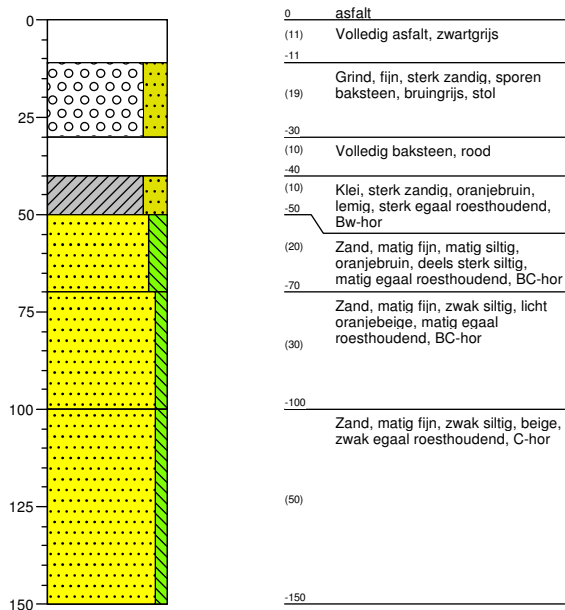 0
25
50
75
100
125
150
0 asfalt
(11) Volledig asfalt, zwartgrijs
-11
Grind, fijn, sterk zandig, sporen
(19) baksteen, bruingrijs, stol
-30
(10) Volledig baksteen, rood
-40
(10) Klei, sterk zandig, oranjebruin,
lemig, sterk egaal roesthoudend,
-50
Bw-hor
(20) Zand, matig fijn, matig siltig,
oranjebruin, deels sterk siltig,
matig egaal roesthoudend, BC-hor
-70
Zand, matig fijn, zwak siltig, licht
oranjebeige, matig egaal
(30) roesthoudend, BC-hor
-100
Zand, matig fijn, zwak siltig, beige,
zwak egaal roesthoudend, C-hor
(50)
-150